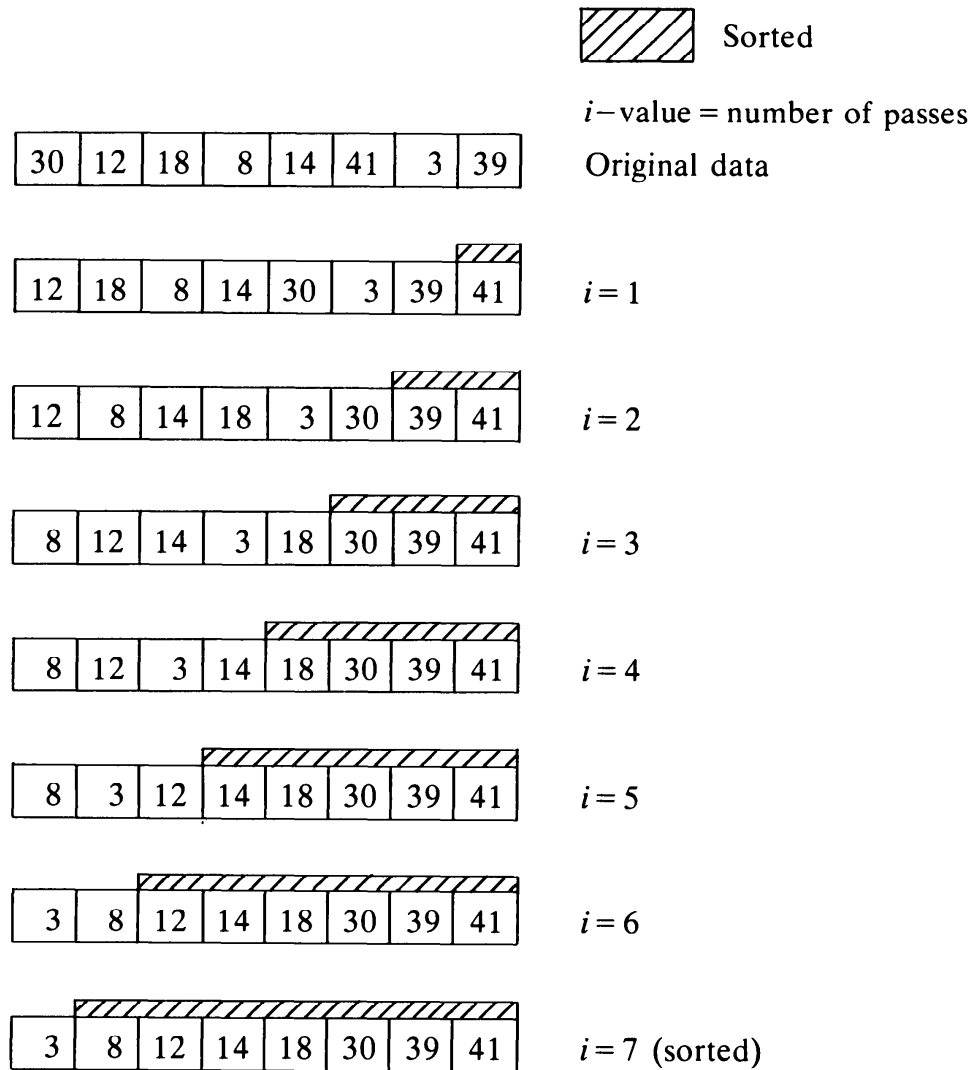 Sorted
i–value = number of passes
30 12 18 8 14 41 3 39 Original data
12 18 8 14 30 3 39 41 i = 1
12 8 14 18 3 30 39 41 i = 2
8 12 14 3 18 30 39 41 i = 3
8 12 3 14 18 30 39 41 i = 4
8 3 12 14 18 30 39 41 i = 5
3 8 12 14 18 30 39 41 i = 6
3 8 12 14 18 30 39 41 i = 7 (sorted)